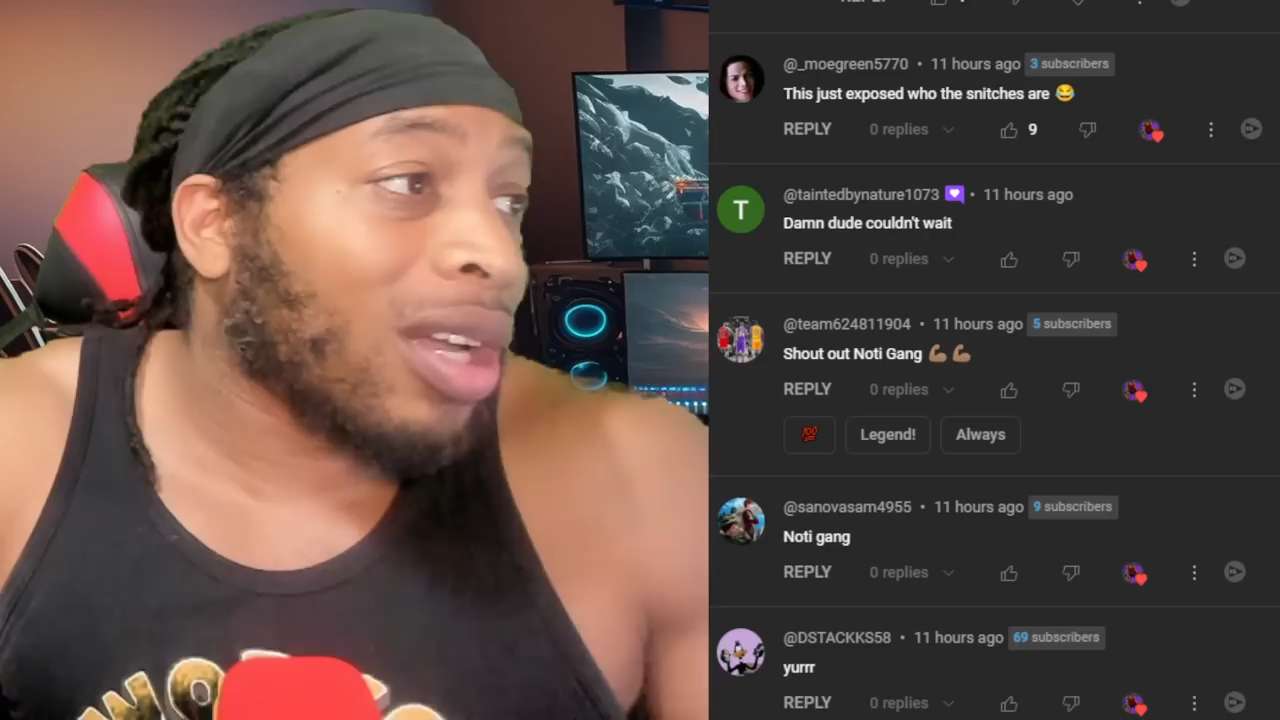 REPLY
@_moegreen5770 • 11 hours ago 3 subscribers
This just exposed who the snitches are 😂
REPLY 0 replies 9
T
@taintedbynature1073 • 11 hours ago
Damn dude couldn't wait
REPLY 0 replies
@team624811904 • 11 hours ago 5 subscribers
Shout out Noti Gang 💪🏽 💪🏽
REPLY 0 replies
💯 Legend! Always
@sanovasam4955 • 11 hours ago 9 subscribers
Noti gang
REPLY 0 replies
@DSTACKKS58 • 11 hours ago 69 subscribers
yurrr
REPLY 0 replies